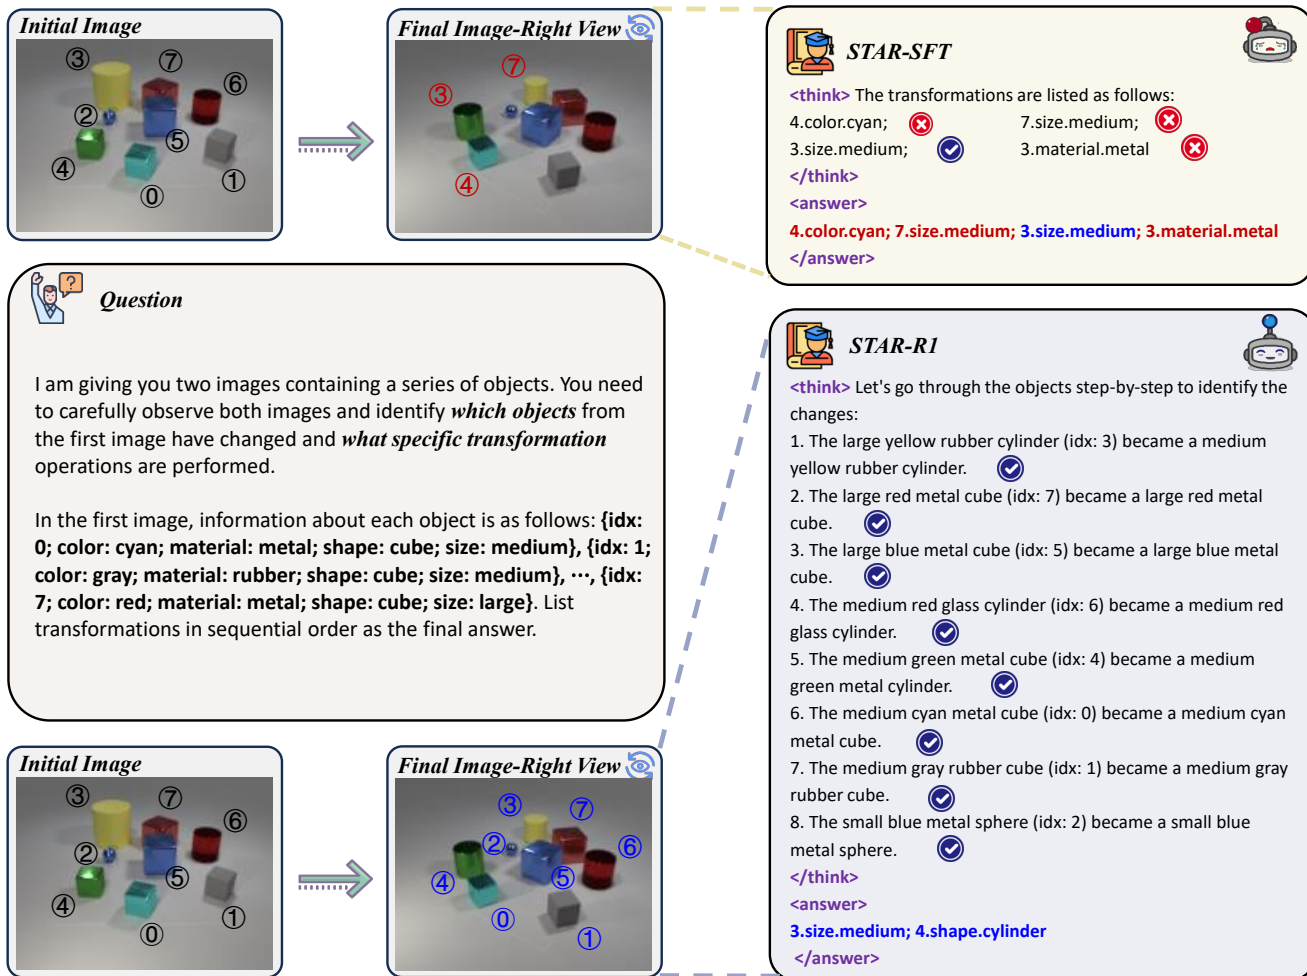 Initial Image
③ ⑦ ⑥
② ⑤
④ ① ⓪
Final Image-Right View
⑦
③
④
STAR-SFT
<think> The transformations are listed as follows:
4.color.cyan; 7.size.medium;
3.size.medium; 3.material.metal
</think>
<answer>
4.color.cyan; 7.size.medium; 3.size.medium; 3.material.metal
</answer>
?
Question
I am giving you two images containing a series of objects. You need
to carefully observe both images and identify which objects from
the first image have changed and what specific transformation
operations are performed.
In the first image, information about each object is as follows: {idx:
0; color: cyan; material: metal; shape: cube; size: medium}, {idx: 1;
color: gray; material: rubber; shape: cube; size: medium}, ···, {idx:
7; color: red; material: metal; shape: cube; size: large}. List
transformations in sequential order as the final answer.
STAR-R1
<think> Let's go through the objects step-by-step to identify the
changes:
1. The large yellow rubber cylinder (idx: 3) became a medium
yellow rubber cylinder.
2. The large red metal cube (idx: 7) became a large red metal
cube.
3. The large blue metal cube (idx: 5) became a large blue metal
cube.
4. The medium red glass cylinder (idx: 6) became a medium red
glass cylinder.
5. The medium green metal cube (idx: 4) became a medium
green metal cylinder.
6. The medium cyan metal cube (idx: 0) became a medium cyan
metal cube.
7. The medium gray rubber cube (idx: 1) became a medium gray
rubber cube.
8. The small blue metal sphere (idx: 2) became a small blue
metal sphere.
</think>
<answer>
3.size.medium; 4.shape.cylinder
</answer>
Initial Image
③ ⑦ ⑥
② ⑤
④ ① ⓪
Final Image-Right View
③ ⑦
② ⑥
④ ⑤
⓪ ①